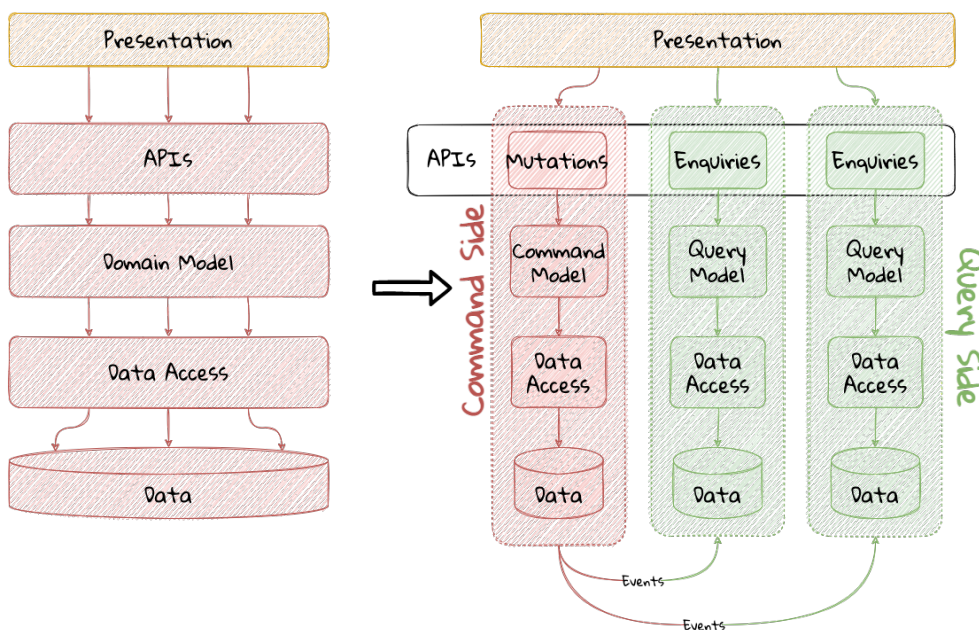 Presentation
APIs
Domain Model
Data Access
Data
Presentation
APIs
Mutations
Enquiries
Enquiries
Command Side
Command
Model
Query
Model
Query
Model
Query Side
Data
Access
Data
Access
Data
Access
Data
Data
Data
Events
Events